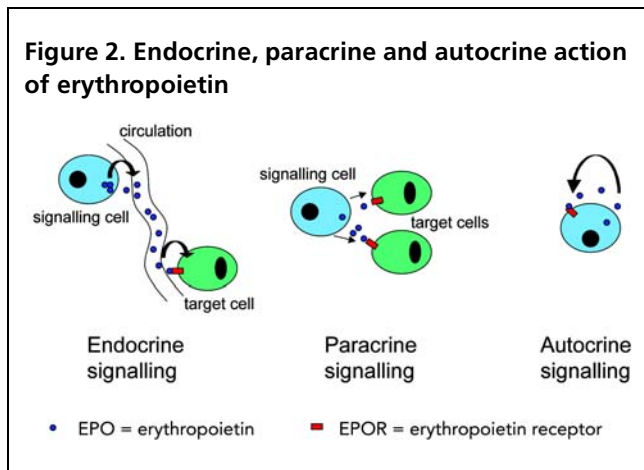 Figure 2. Endocrine, paracrine and autocrine action
of erythropoietin
circulation
signalling cell
target cell
signalling cell
target cells
Endocrine
signalling
Paracrine
signalling
Autocrine
signalling
EPO = erythropoietin
EPOR = erythropoietin receptor